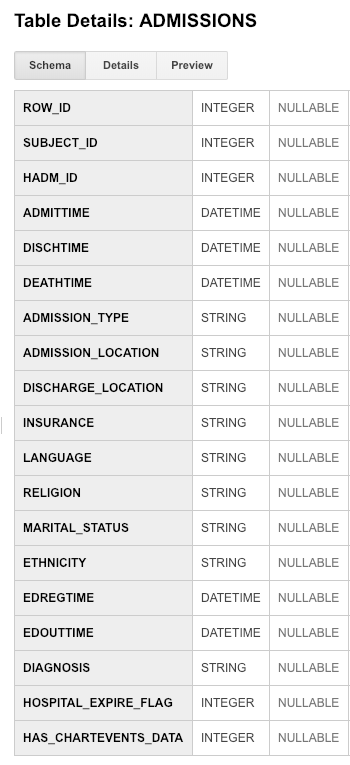 Table Details: ADMISSIONS
Schema Details Preview
ROW_ID INTEGER NULLABLE
SUBJECT_ID INTEGER NULLABLE
HADM_ID INTEGER NULLABLE
ADMITTIME DATETIME NULLABLE
DISCHTIME DATETIME NULLABLE
DEATHTIME DATETIME NULLABLE
ADMISSION_TYPE STRING NULLABLE
ADMISSION_LOCATION STRING NULLABLE
DISCHARGE_LOCATION STRING NULLABLE
INSURANCE STRING NULLABLE
LANGUAGE STRING NULLABLE
RELIGION STRING NULLABLE
MARITAL_STATUS STRING NULLABLE
ETHNICITY STRING NULLABLE
EDREGTIME DATETIME NULLABLE
EDOUTTIME DATETIME NULLABLE
DIAGNOSIS STRING NULLABLE
HOSPITAL_EXPIRE_FLAG INTEGER NULLABLE
HAS_CHARTEVENTS_DATA INTEGER NULLABLE